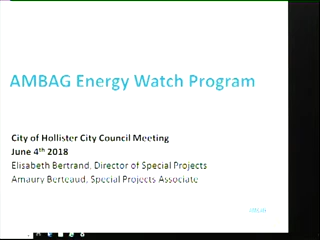 AMBAG Energy Watch Program
City of Hollister City Council Meeting
June 4th 2018
Elisabeth Bertrand, Director of Special Projects
Amaury Berteaud, Special Projects Associate